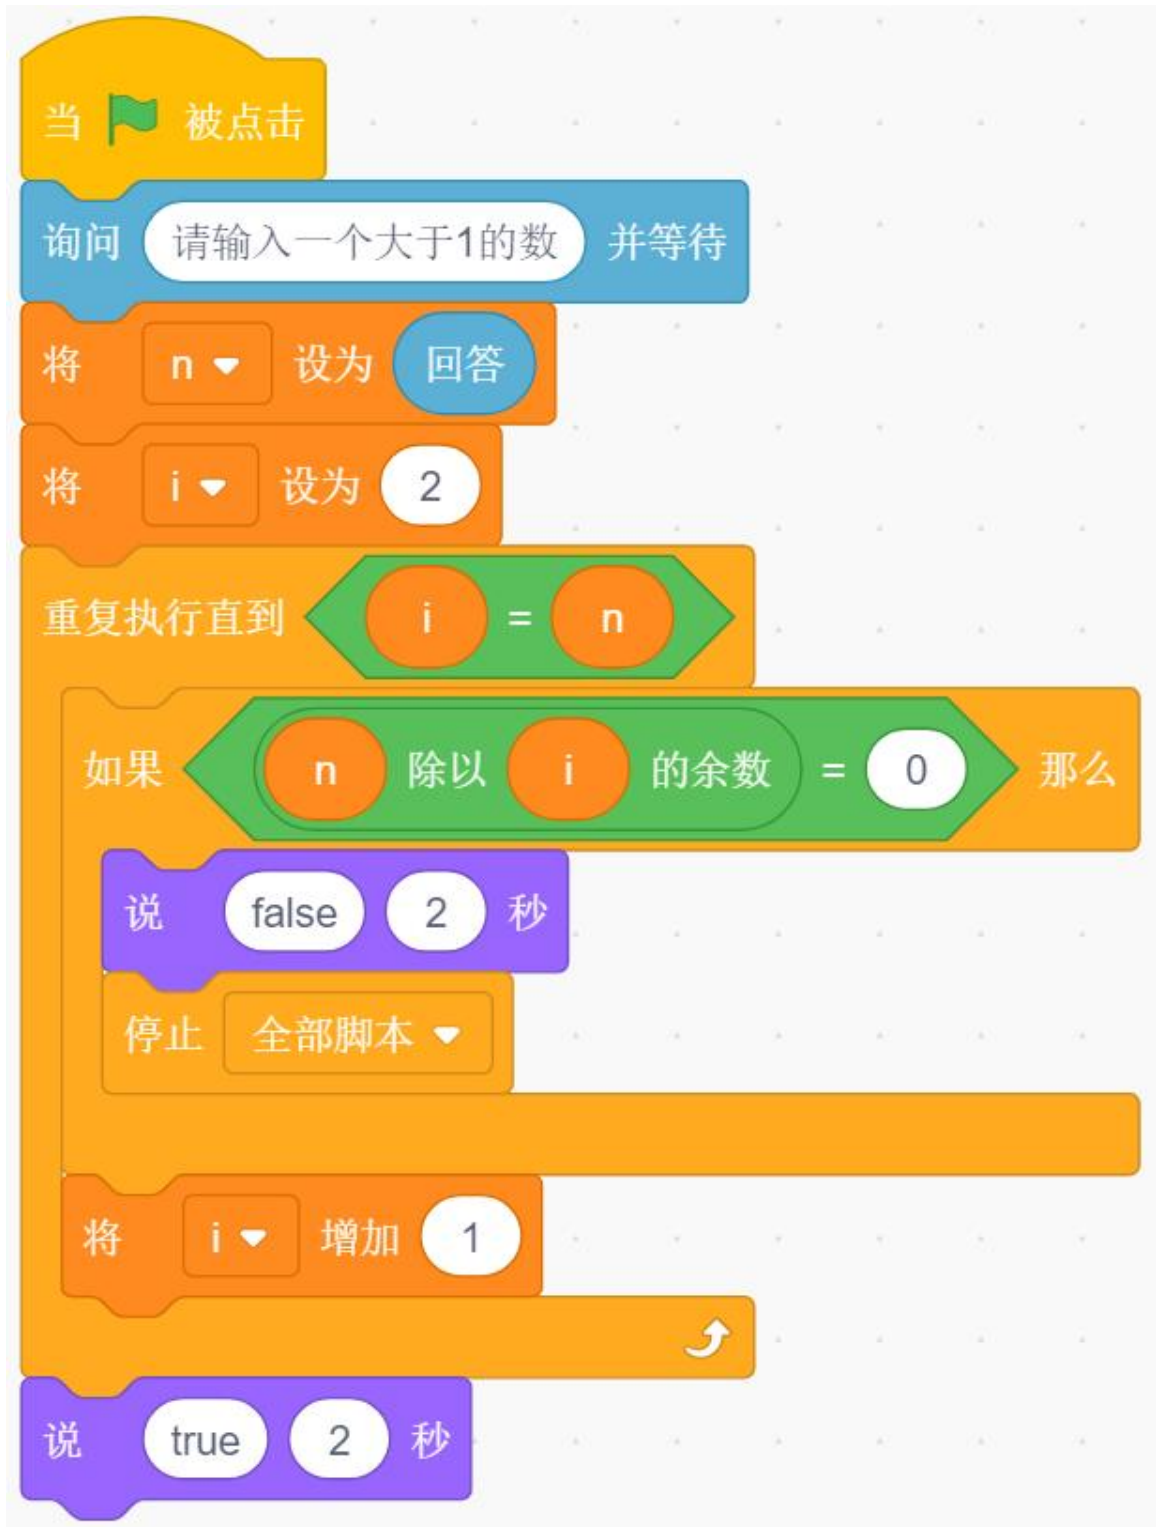 当 被点击
询问 请输入一个大于1的数 并等待
将 n 设为 回答
将 i 设为 2
重复执行直到 i = n
如果 n 除以 i 的余数 = 0 那么
说 false 2 秒
停止 全部脚本
将 i 增加 1
说 true 2 秒